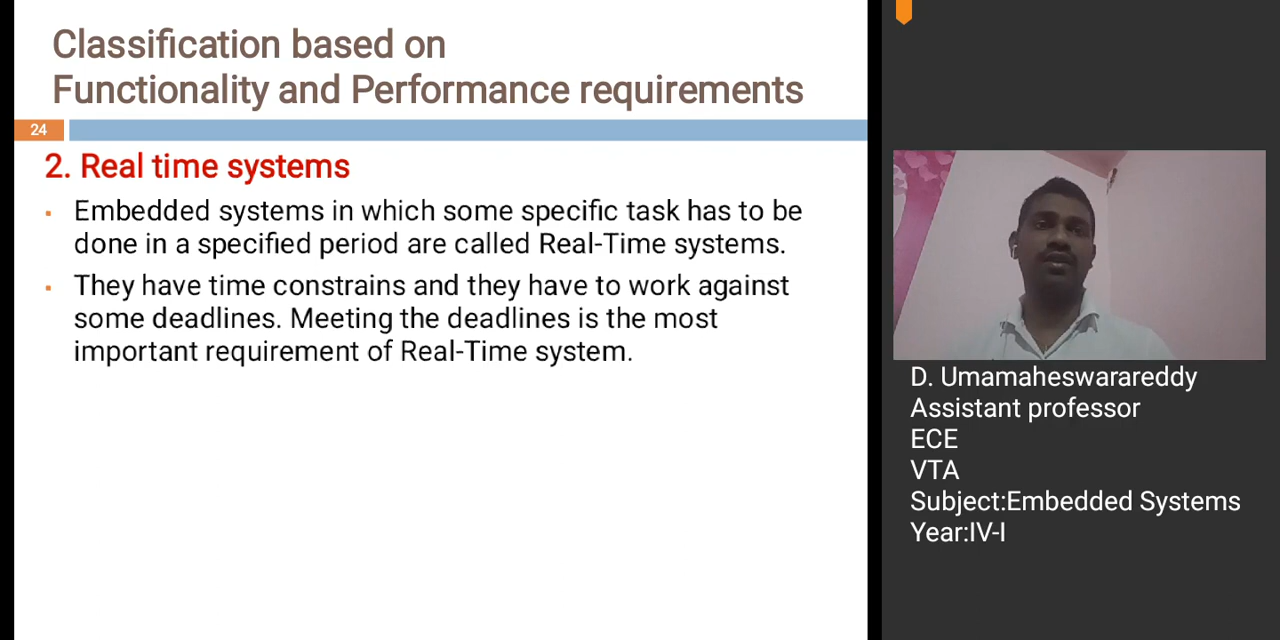 Classification based on
Functionality and Performance requirements
24
2. Real time systems
▪ Embedded systems in which some specific task has to be
done in a specified period are called Real-Time systems.
▪ They have time constrains and they have to work against
some deadlines. Meeting the deadlines is the most
important requirement of Real-Time system.
D. Umamaheswarareddy
Assistant professor
ECE
VTA
Subject:Embedded Systems
Year:IV-I